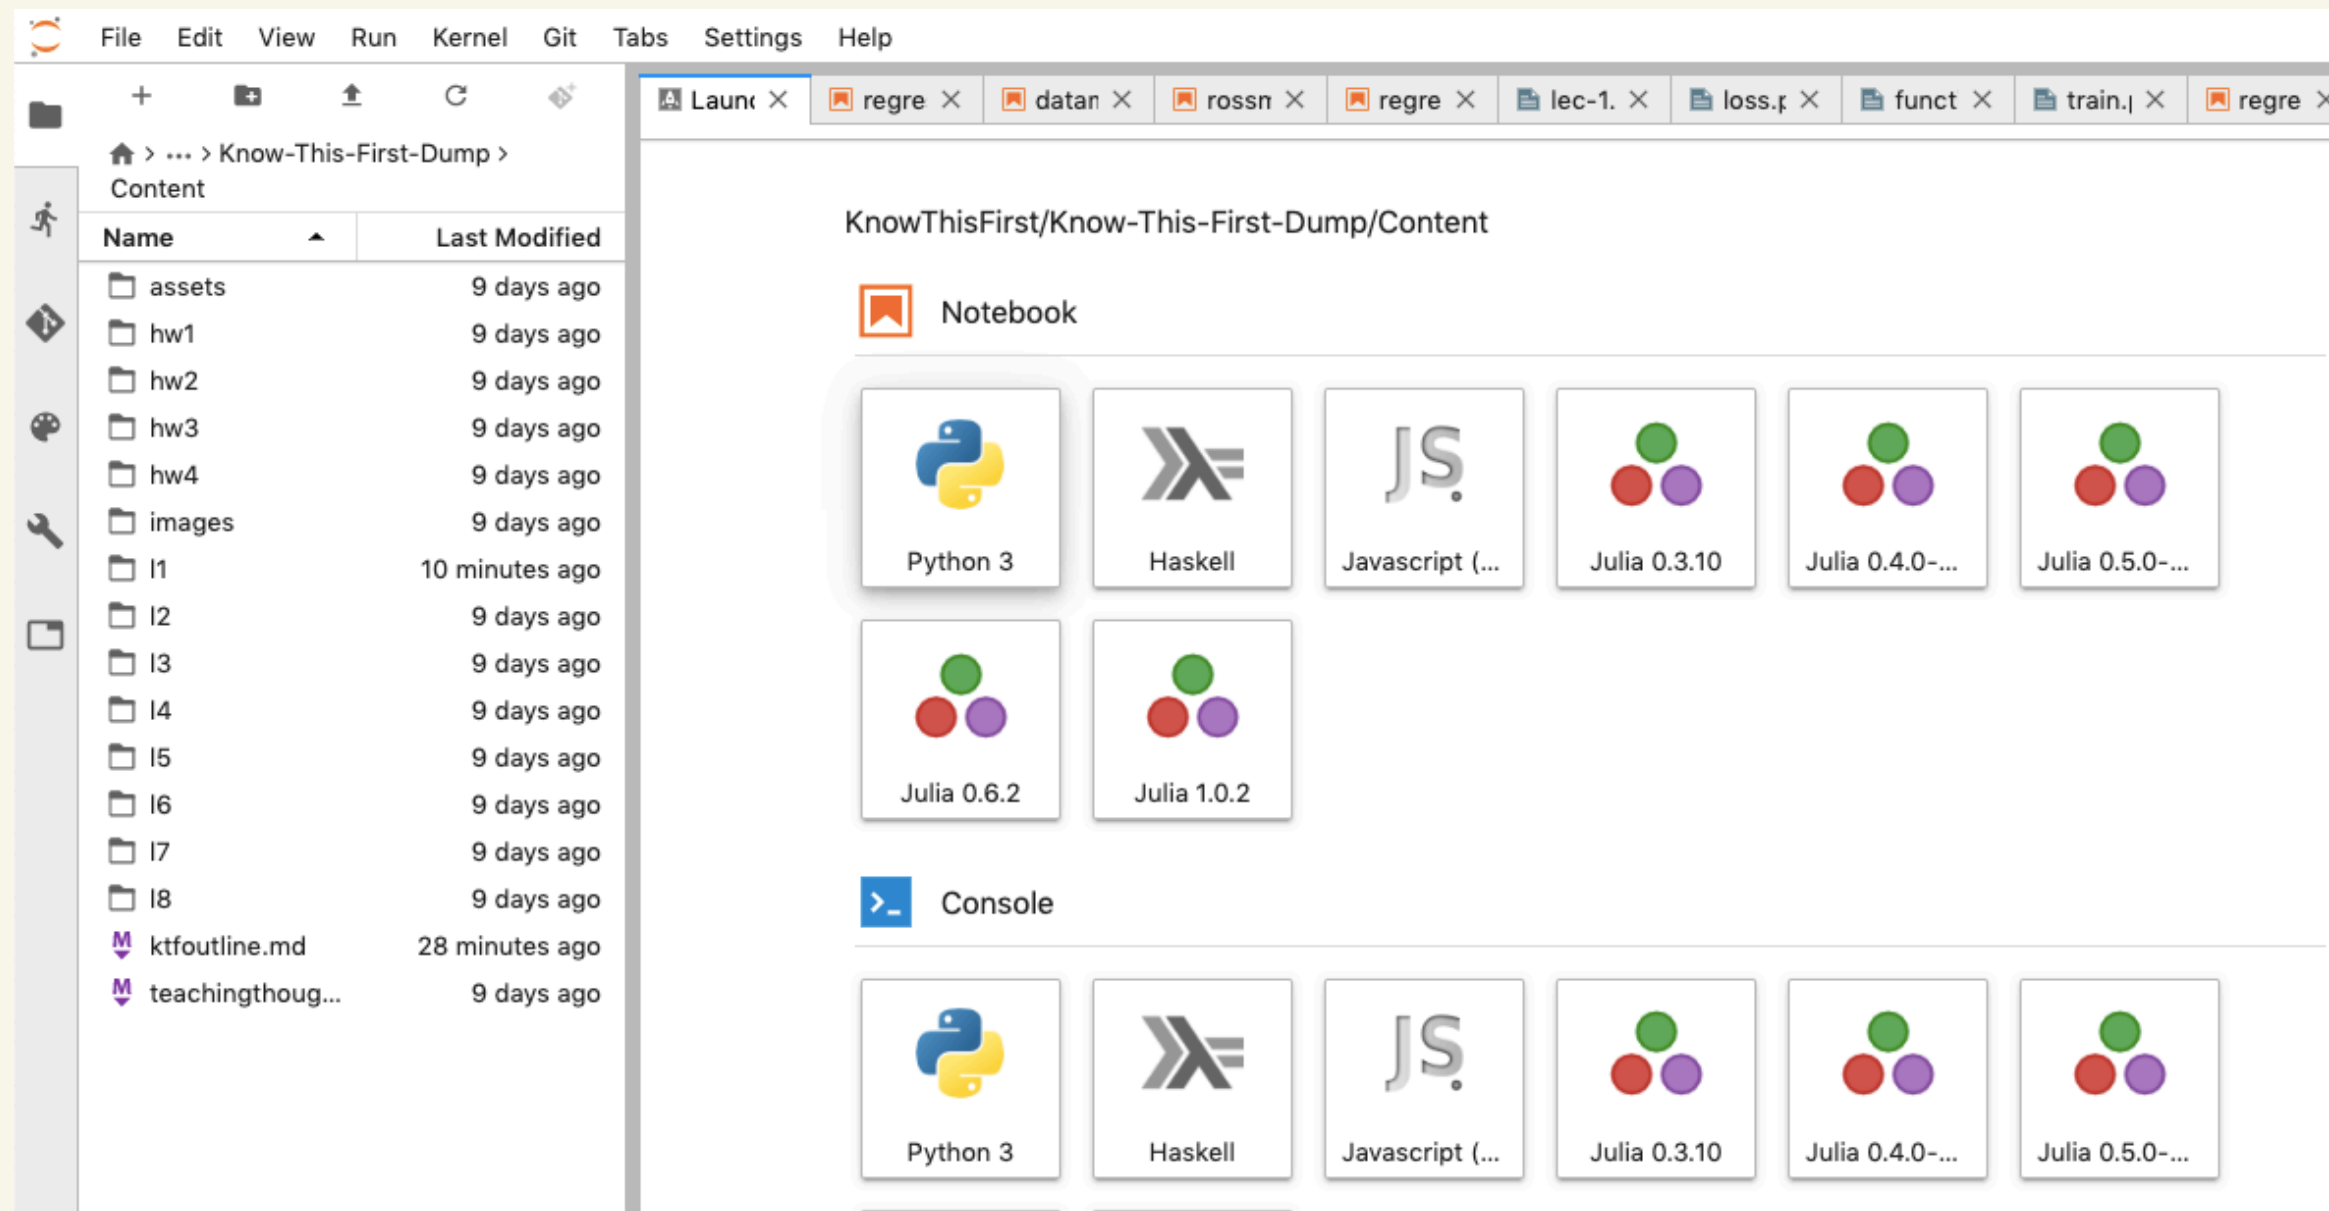 File Edit View Run Kernel Git Tabs Settings Help
Laun
regre
datan
rossn
regre
lec-1.
loss.p
funct
train.
regre
> ... > Know-This-First-Dump >
Content
Name Last Modified
assets 9 days ago
hw1 9 days ago
hw2 9 days ago
hw3 9 days ago
hw4 9 days ago
images 9 days ago
l1 10 minutes ago
l2 9 days ago
l3 9 days ago
l4 9 days ago
l5 9 days ago
l6 9 days ago
l7 9 days ago
l8 9 days ago
ktfoutline.md 28 minutes ago
teachingthoug... 9 days ago
KnowThisFirst/Know-This-First-Dump/Content
Notebook
JS
Python 3 Haskell Javascript (... Julia 0.3.10 Julia 0.4.0-... Julia 0.5.0-...
Julia 0.6.2 Julia 1.0.2
Console
JS
Python 3 Haskell Javascript (... Julia 0.3.10 Julia 0.4.0-... Julia 0.5.0-...